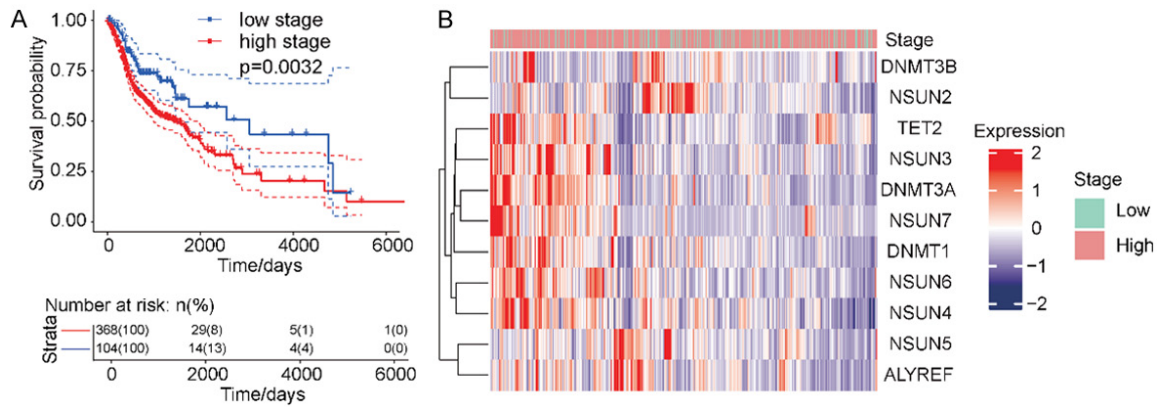 A
1.00
0.75
0.50
0.25
0.00
Survival probability
low stage
high stage
p=0.0032
0 2000 4000 6000
Time/days
Number at risk: n(%)
Strata
368(100) 29(8) 5(1) 1(0)
104(100) 14(13) 4(4) 0(0)
0 2000 4000 6000
Time/days
B
Stage
DNMT3B
NSUN2
TET2
NSUN3
DNMT3A
NSUN7
DNMT1
NSUN6
NSUN4
NSUN5
ALYREF
Expression
2
1
0
−1
−2
Stage
Low
High